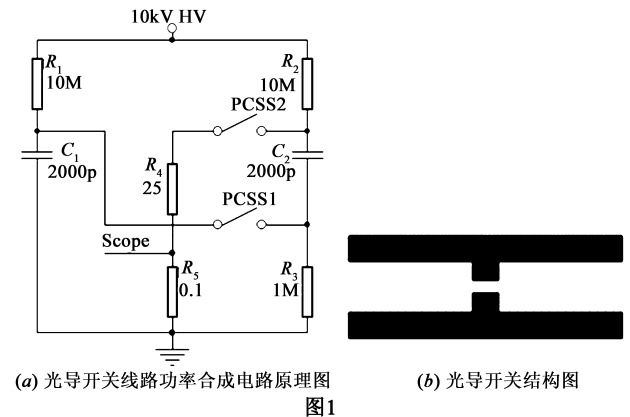 10kV HV
R1
10M
R2
10M
PCSS2
C1
2000p
C2
2000p
R4
25
PCSS1
Scope
R5
0.1
R3
1M
(a) 光导开关线路功率合成电路原理图
(b) 光导开关结构图
图1